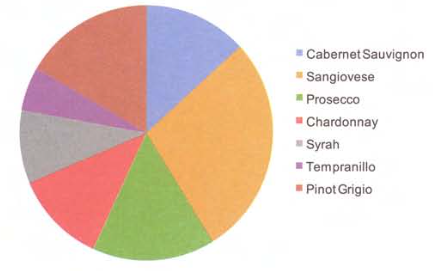 Cabernet Sauvignon
Sangiovese
Prosecco
Chardonnay
Syrah
Tempranillo
Pinot Grigio